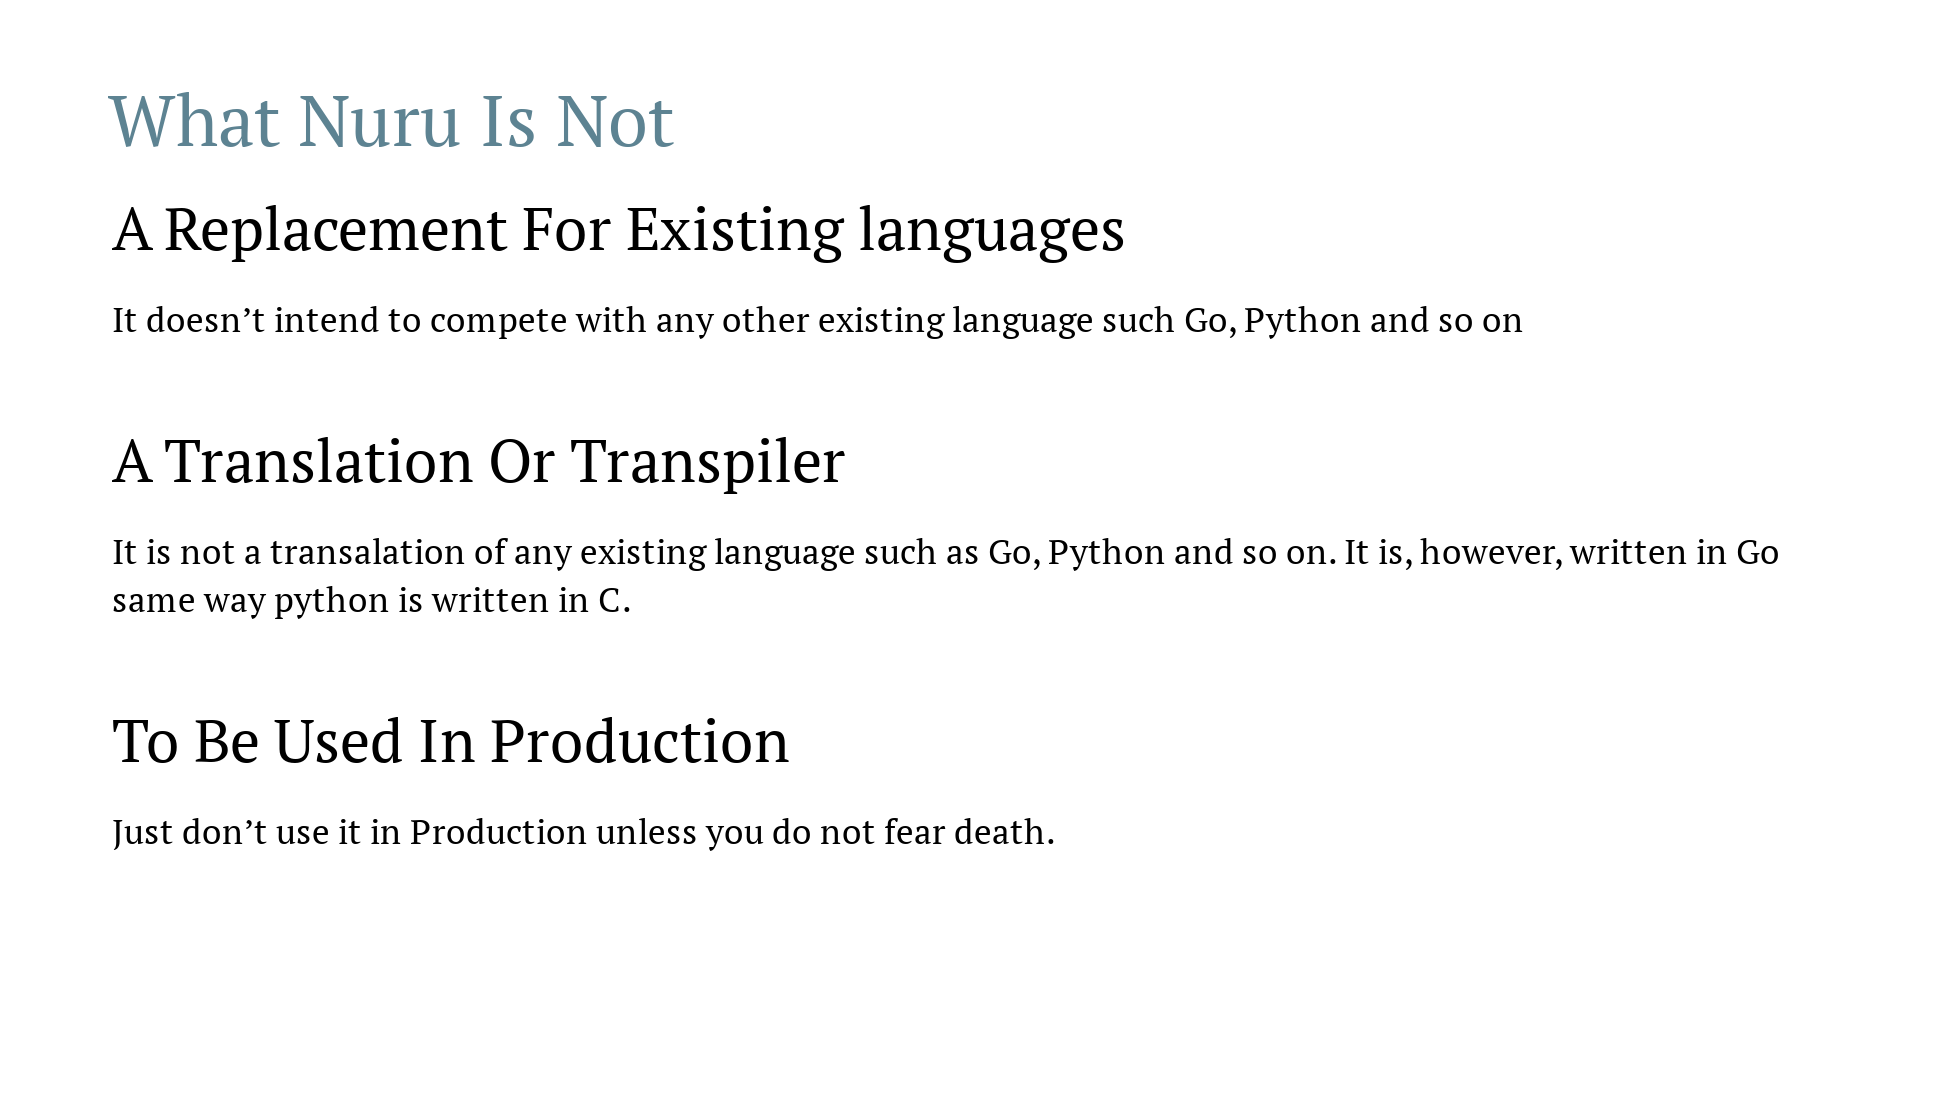 What Nuru Is Not
A Replacement For Existing languages
It doesn’t intend to compete with any other existing language such Go, Python and so on
A Translation Or Transpiler
It is not a transalation of any existing language such as Go, Python and so on. It is, however, written in Go
same way python is written in C.
To Be Used In Production
Just don’t use it in Production unless you do not fear death.